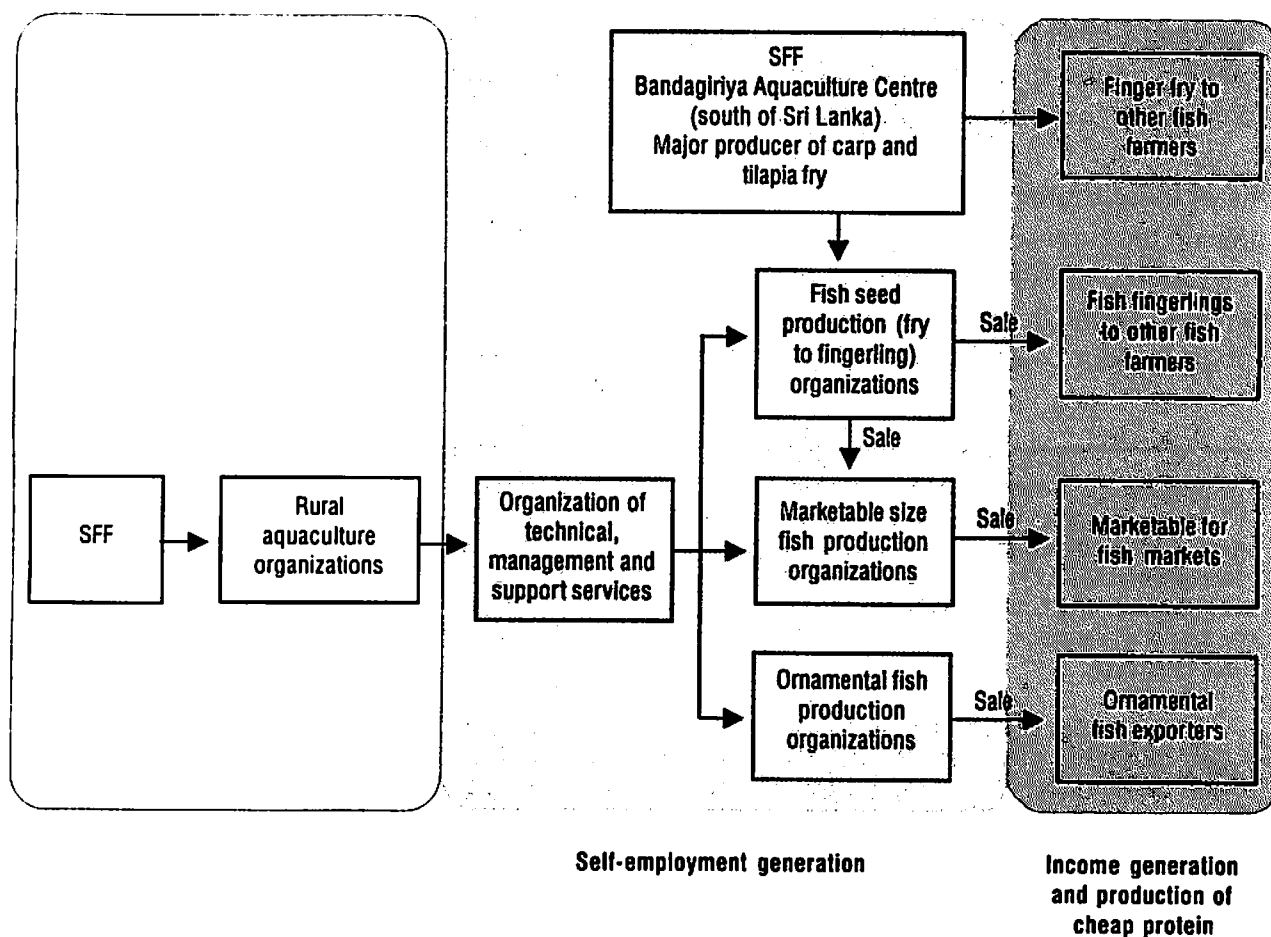 SFF
Bandagiriya Aquaculture Centre
(south of Sri Lanka)
Major producer of carp and
tilapia fry
Finger fry to
other fish
farmers
Fish seed
production (fry
to fingerling)
organizations
Sale
Fish fingerlings
to other fish
farmers
Sale
SFF
Rural
aquaculture
organizations
Organization of
technical,
management and
support services
Marketable size
fish production
organizations
Sale
Marketable for
fish markets
Ornamental fish
production
organizations
Sale
Ornamental
fish exporters
Self-employment generation
Income generation
and production of
cheap protein